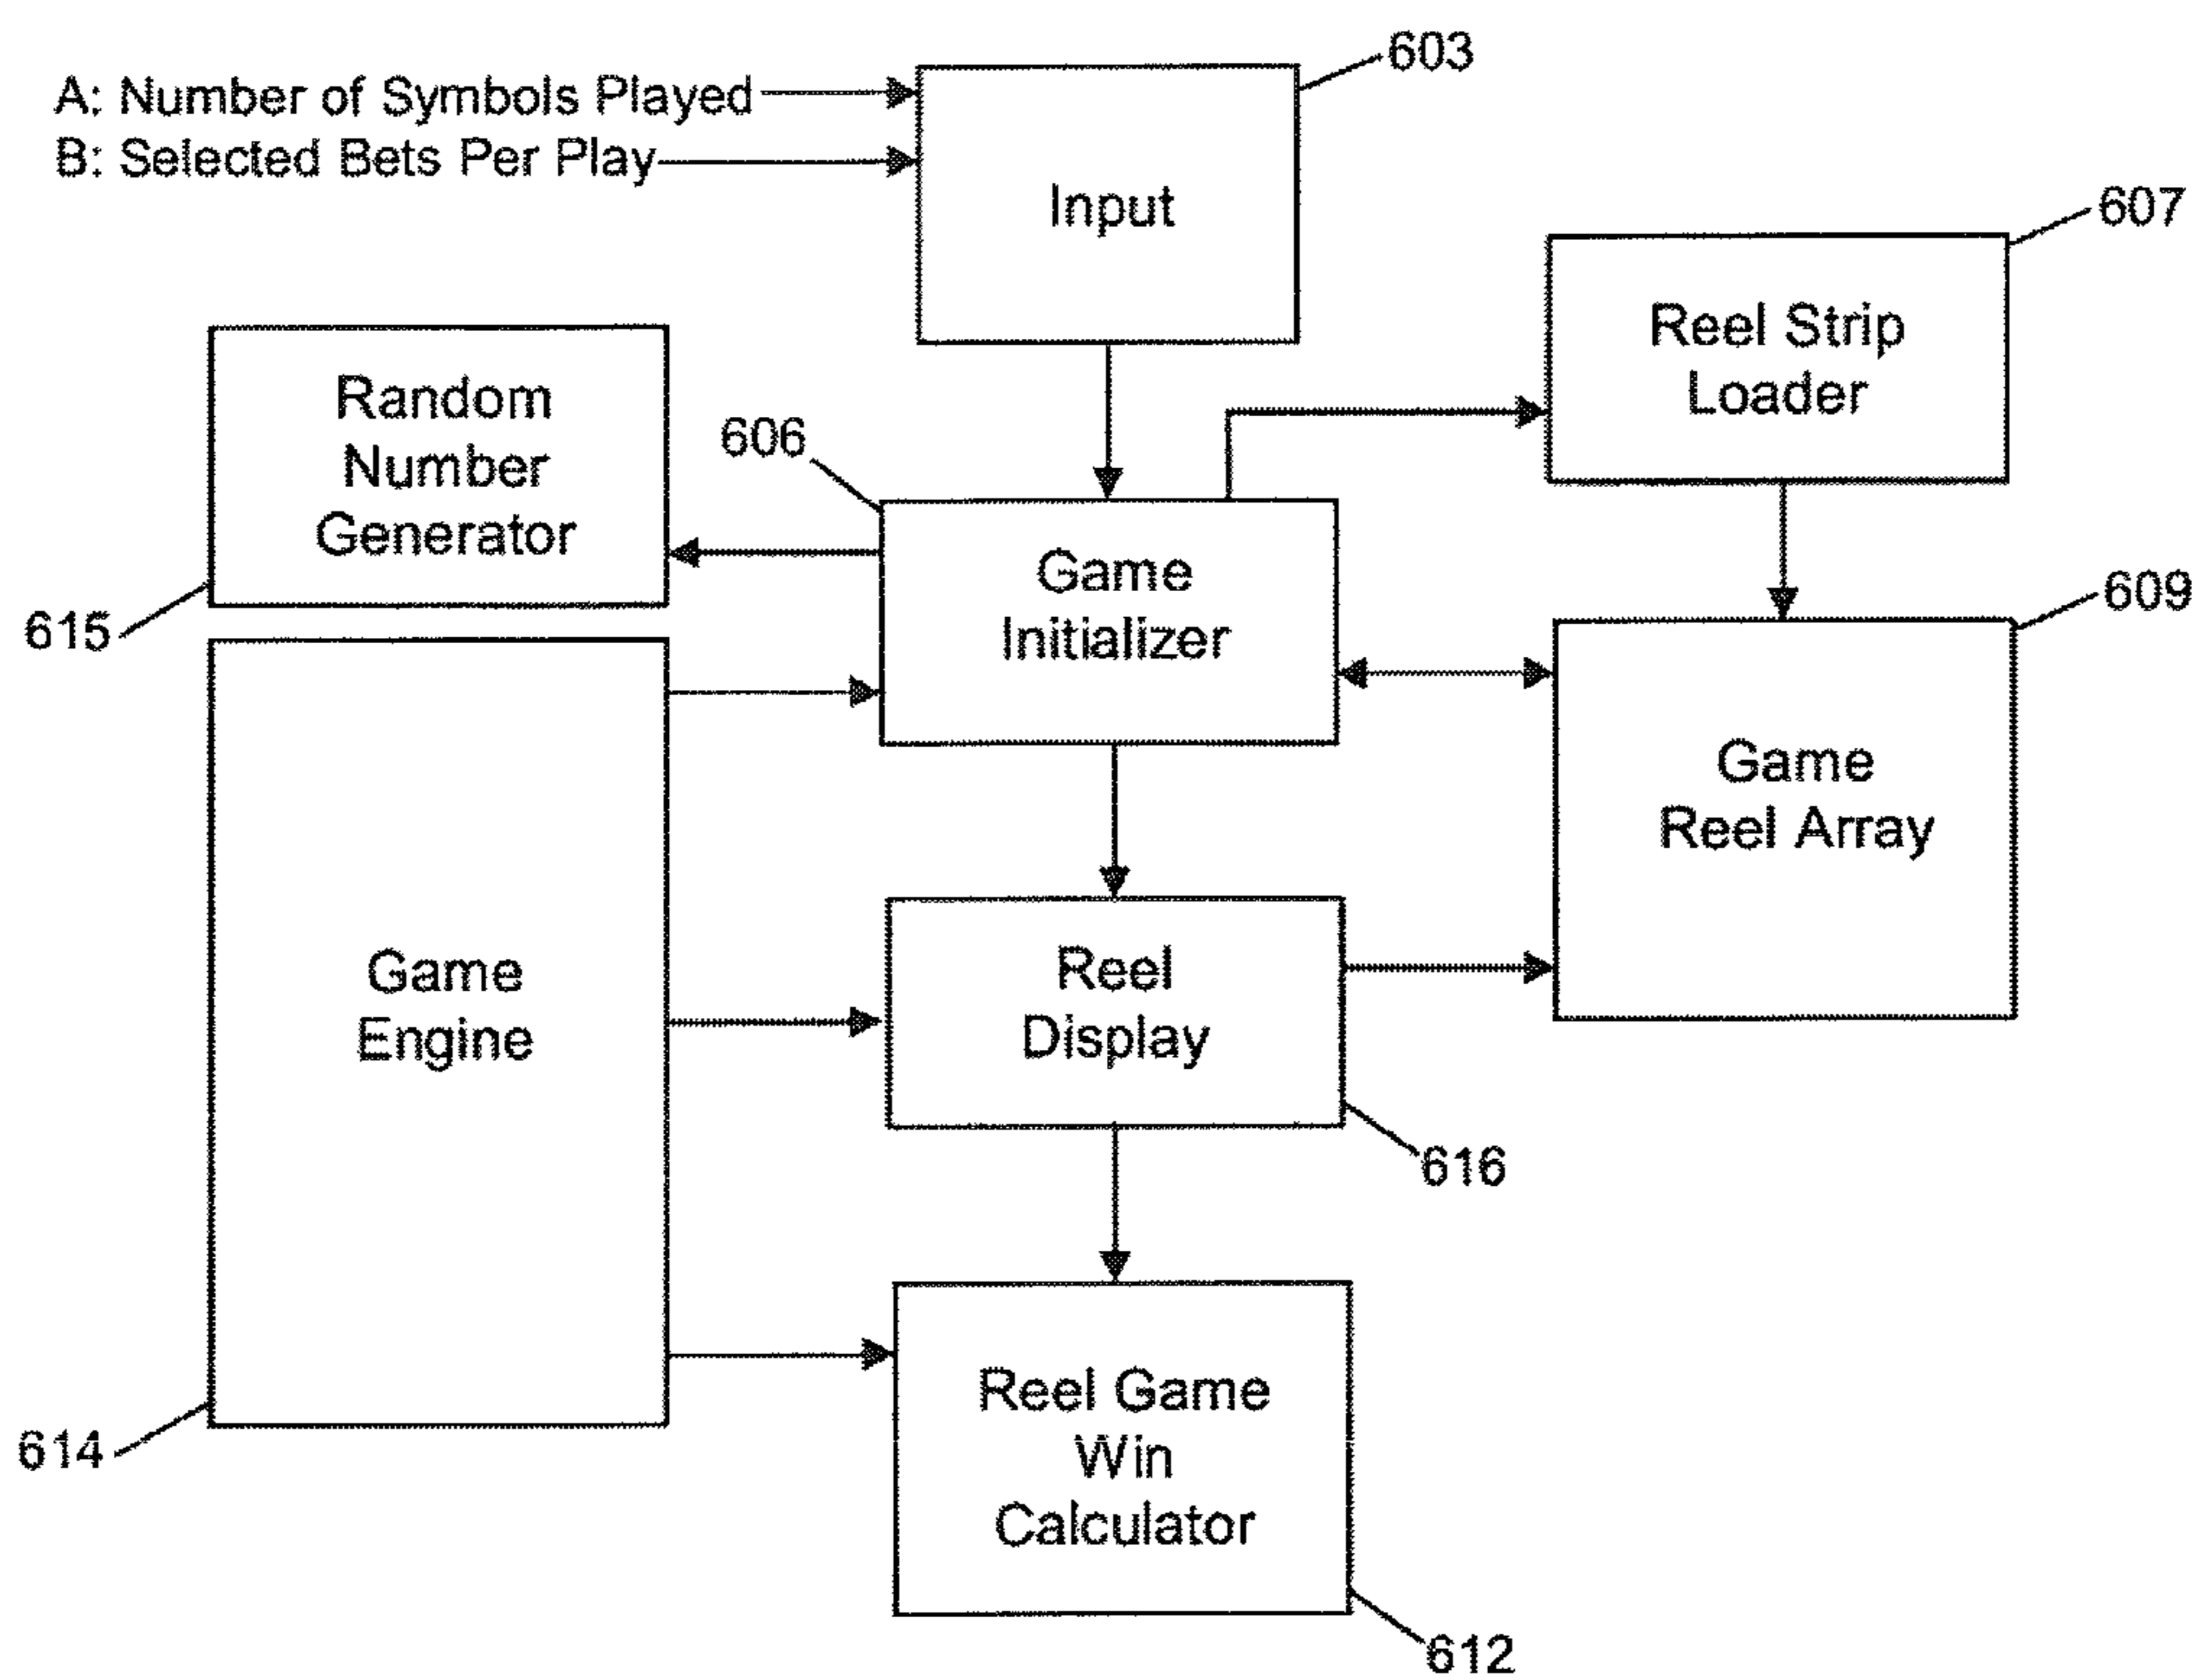 603
A: Number of Symbols Played
B: Selected Bets Per Play
Input
607
Reel Strip
Loader
Random
Number
Generator
615
606
Game
Initializer
609
Game
Reel Array
Game
Engine
614
Reel
Display
616
Reel Game
Win
Calculator
612